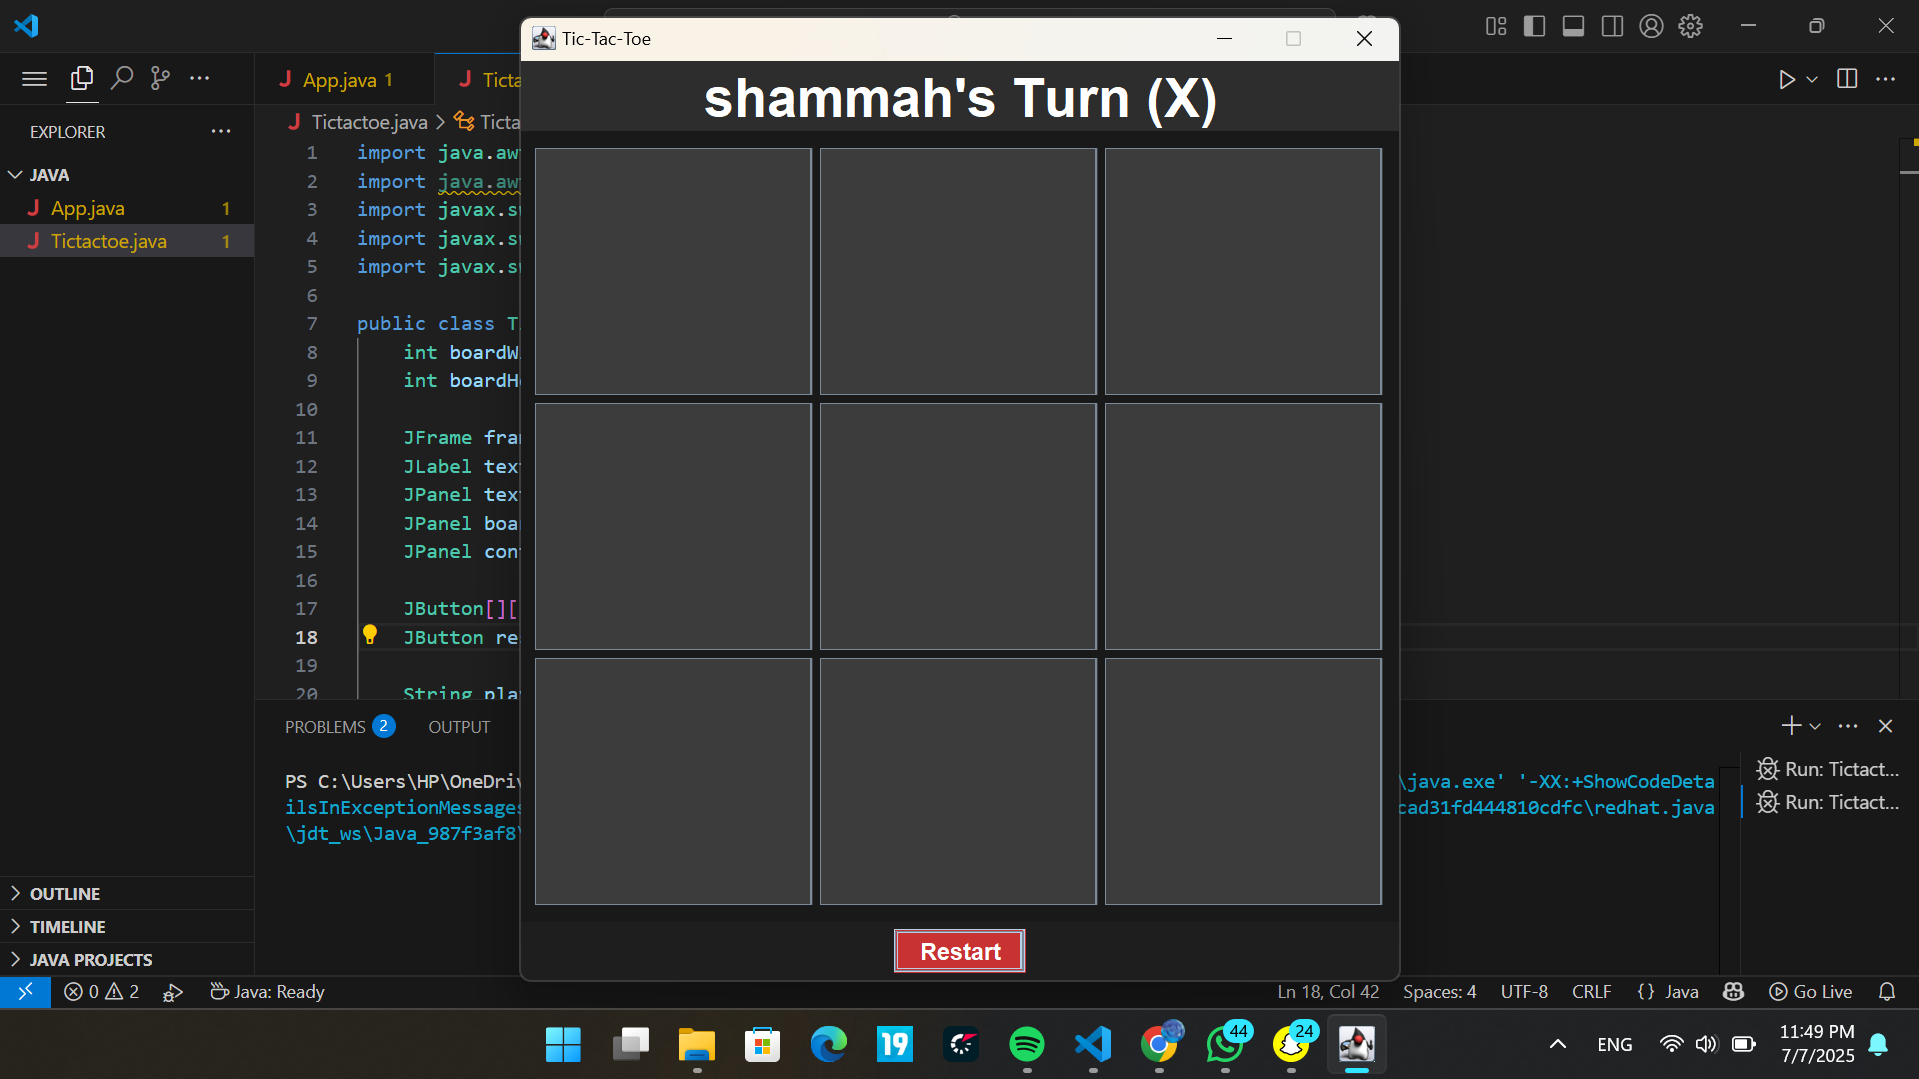 Tic-Tac-Toe
shammah's Turn (X)
Restart
App.java 1
Tict
EXPLORER
JAVA
App.java 1
Tictactoe.java 1
OUTLINE
TIMELINE
JAVA PROJECTS
Tictactoe.java > Ticta
1 import java.aw
2 import java.aw
3 import javax.s
4 import javax.s
5 import javax.s
6
7 public class T
8 int boardW
9 int boardH
10
11 JFrame fra
12 JLabel tex
13 JPanel tex
14 JPanel boa
15 JPanel con
16
17 JButton[][
18 JButton re
19
20 String pla
PROBLEMS 2 OUTPUT
PS C:\Users\HP\OneDri \java.exe' '-XX:+ShowCodeDeta
ilsInExceptionMessages cad31fd444810cdfc\redhat.java
\jdt_ws\Java_987f3af8
Run: Tictact...
Run: Tictact...
0 2 Java: Ready Ln 18, Col 42 Spaces: 4 UTF-8 CRLF {} Java Go Live
19 44 24 ENG 11:49 PM
7/7/2025